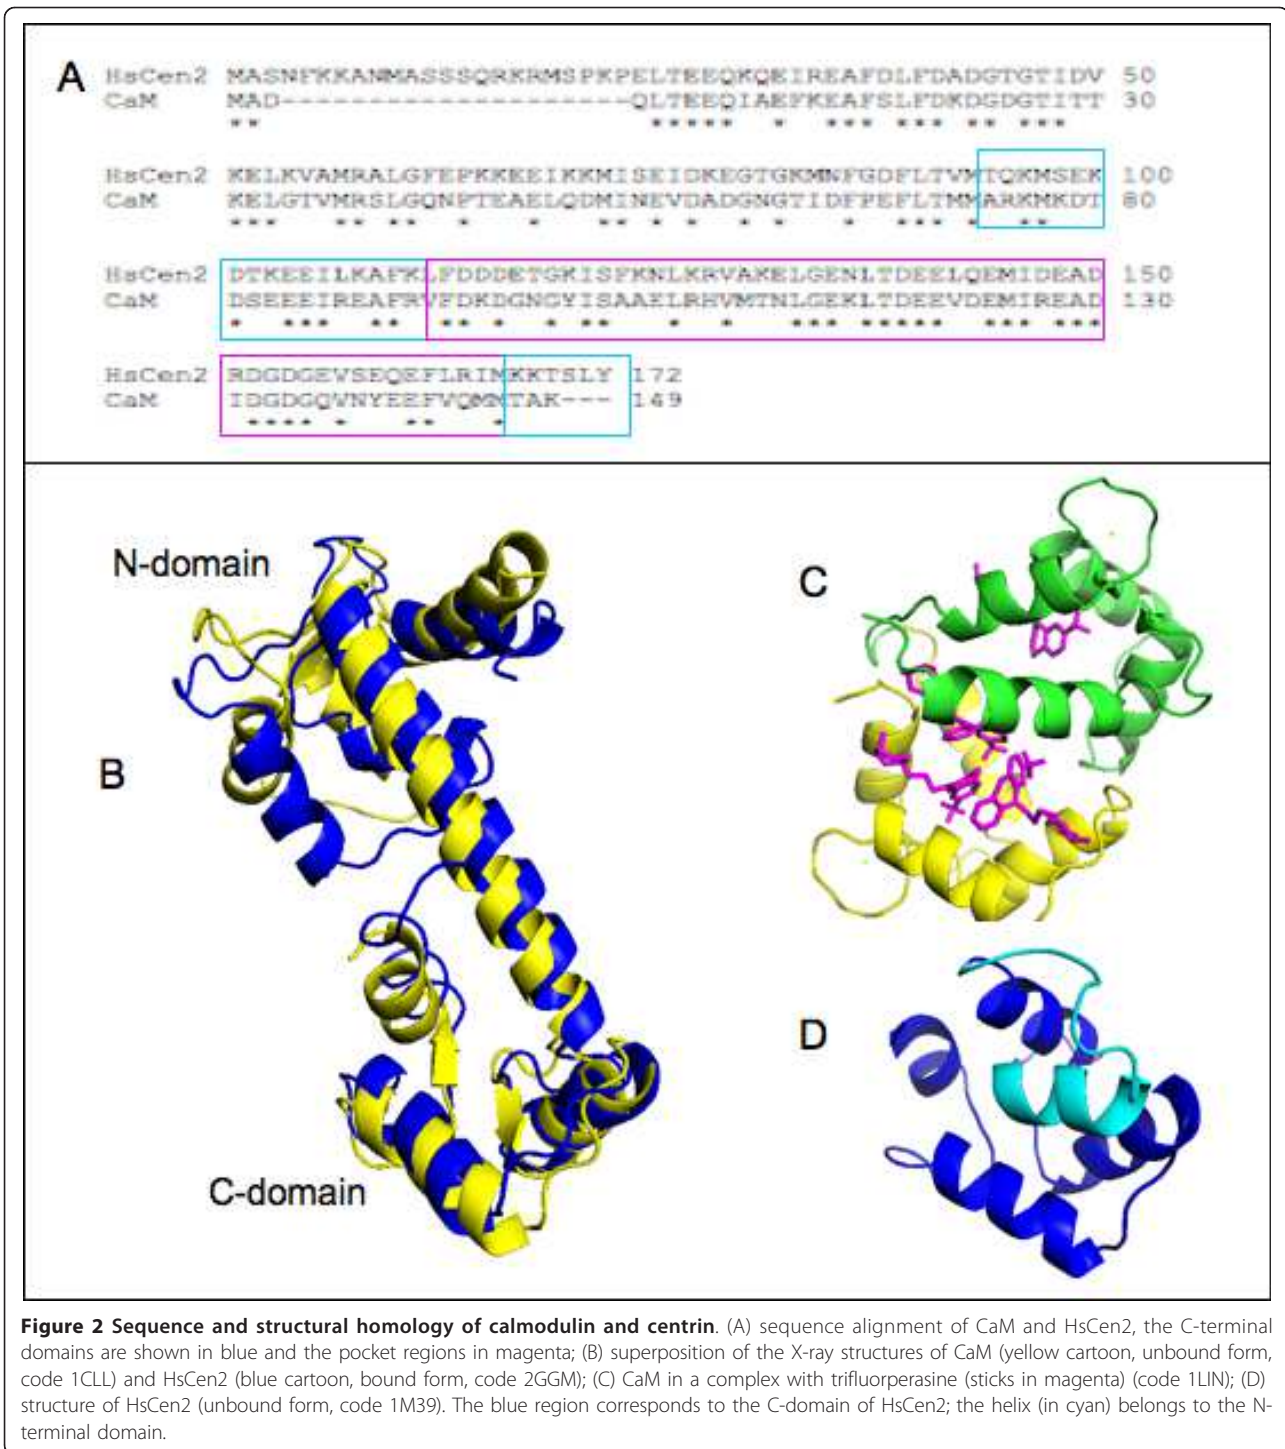 A
HsCen2 MASNFKKANMASSSQRKRMSPKPELTEEQKQEIREAFDLFDADGTGTIDV 50
CaM MAD--------------------QLTEEQIAEFKEAFSLFDKDGDGTITT 30
** ***** * *** *** ** ***
HsCen2 KELKVAMRALGFEPKKEEIKKMISEIDKEGTGKMNFGDFLTVMTQKMSEK 100
CaM KELGTVMRSLGQNPTEAELQDMINEVDADGNGTIDFPEFLTMMARKMKDT 80
*** ** ** * * ** * * * * *** * **
HsCen2 DTKEEILKAFKLFDDDETGKISFKNLKRVAKELGENLTDEELQEMIDEAD 150
CaM DSEEEIREAFRVFDKDGNGYISAAELRHVMTNLGEKLTDEEVDEMIREAD 130
* *** ** ** * * ** * * *** ***** *** ***
HsCen2 RDGDGEVSEQEFLRIMKKTSLY 172
CaM IDGDGQVNYEEFVQMMTAK--- 149
**** * ** *
N-domain
C
B
D
C-domain
Figure 2 Sequence and structural homology of calmodulin and centrin. (A) sequence alignment of CaM and HsCen2, the C-terminal
domains are shown in blue and the pocket regions in magenta; (B) superposition of the X-ray structures of CaM (yellow cartoon, unbound form,
code 1CLL) and HsCen2 (blue cartoon, bound form, code 2GGM); (C) CaM in a complex with trifluorperasine (sticks in magenta) (code 1LIN); (D)
structure of HsCen2 (unbound form, code 1M39). The blue region corresponds to the C-domain of HsCen2; the helix (in cyan) belongs to the N-
terminal domain.